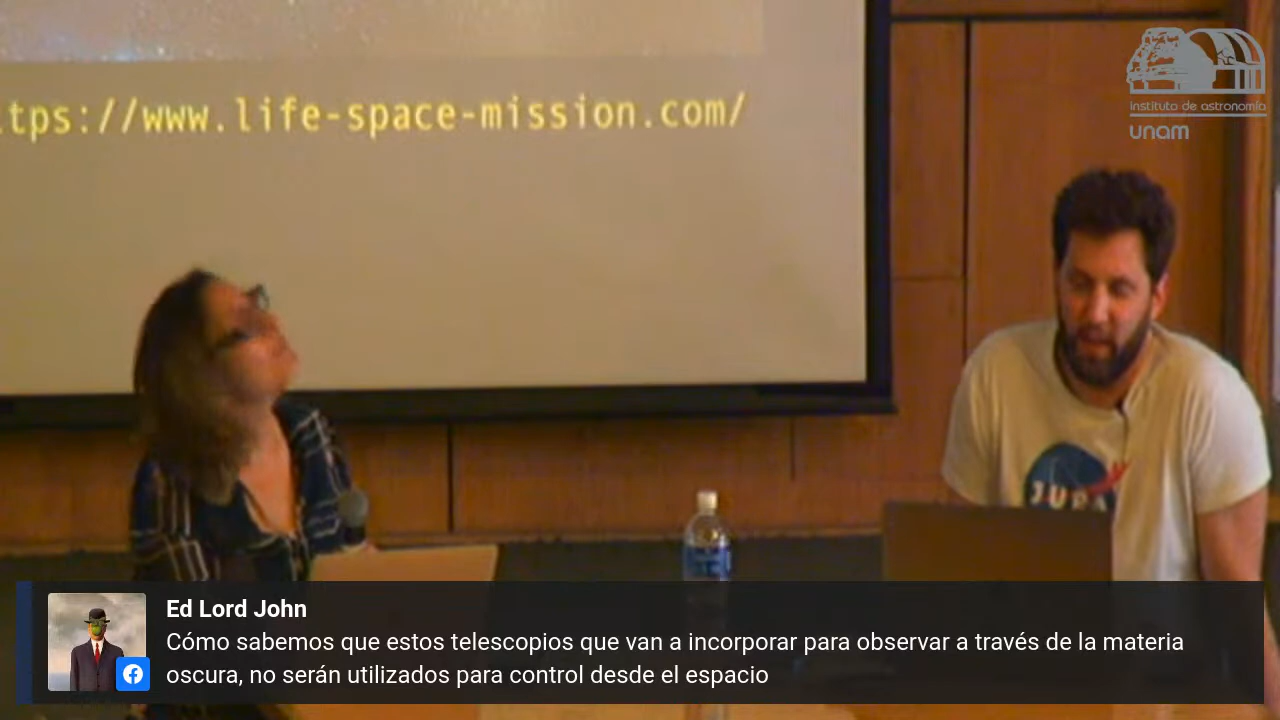 tps://www.life-space-mission.com/
instituto de astronomía
unam
Ed Lord John
Cómo sabemos que estos telescopios que van a incorporar para observar a través de la materia
oscura, no serán utilizados para control desde el espacio